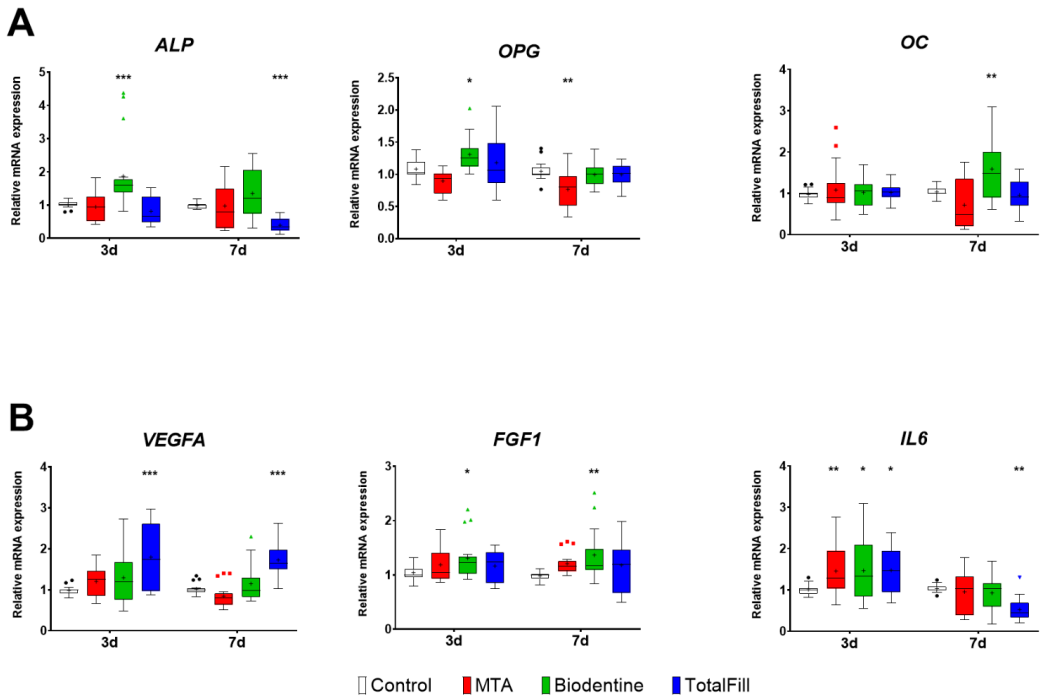 A
ALP
OPG
OC
Relative mRNA expression
5
4
3
2
1
0
***
***
3d
7d
Relative mRNA expression
2.5
2.0
1.5
1.0
0.5
0.0
*
**
3d
7d
Relative mRNA expression
4
3
2
1
0
**
3d
7d
B
VEGFA
FGF1
IL6
Relative mRNA expression
4
3
2
1
0
***
***
3d
7d
Relative mRNA expression
3
2
1
0
*
**
3d
7d
Relative mRNA expression
4
3
2
1
0
**
*
*
**
3d
7d
Control MTA Biodentine TotalFill